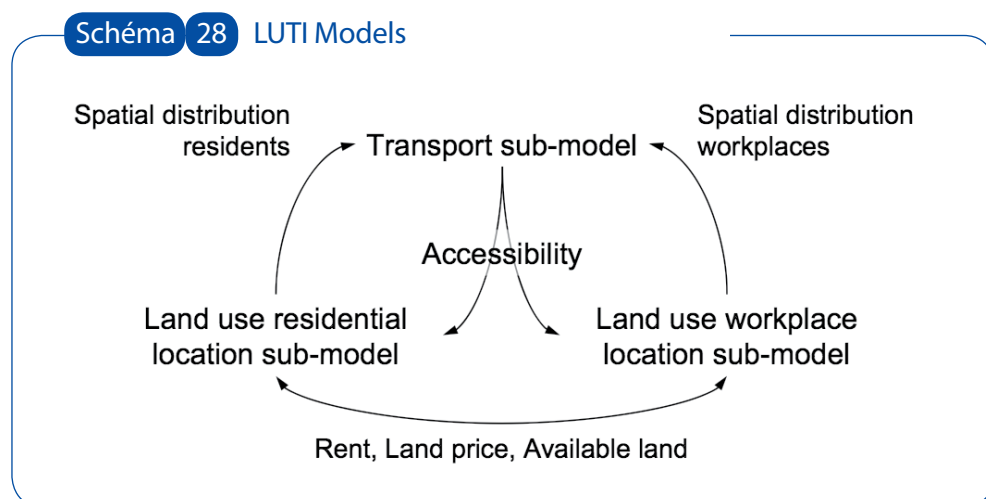 Schéma 28 LUTI Models
Spatial distribution
residents
Spatial distribution
workplaces
Transport sub-model
Accessibility
Land use residential
location sub-model
Land use workplace
location sub-model
Rent, Land price, Available land